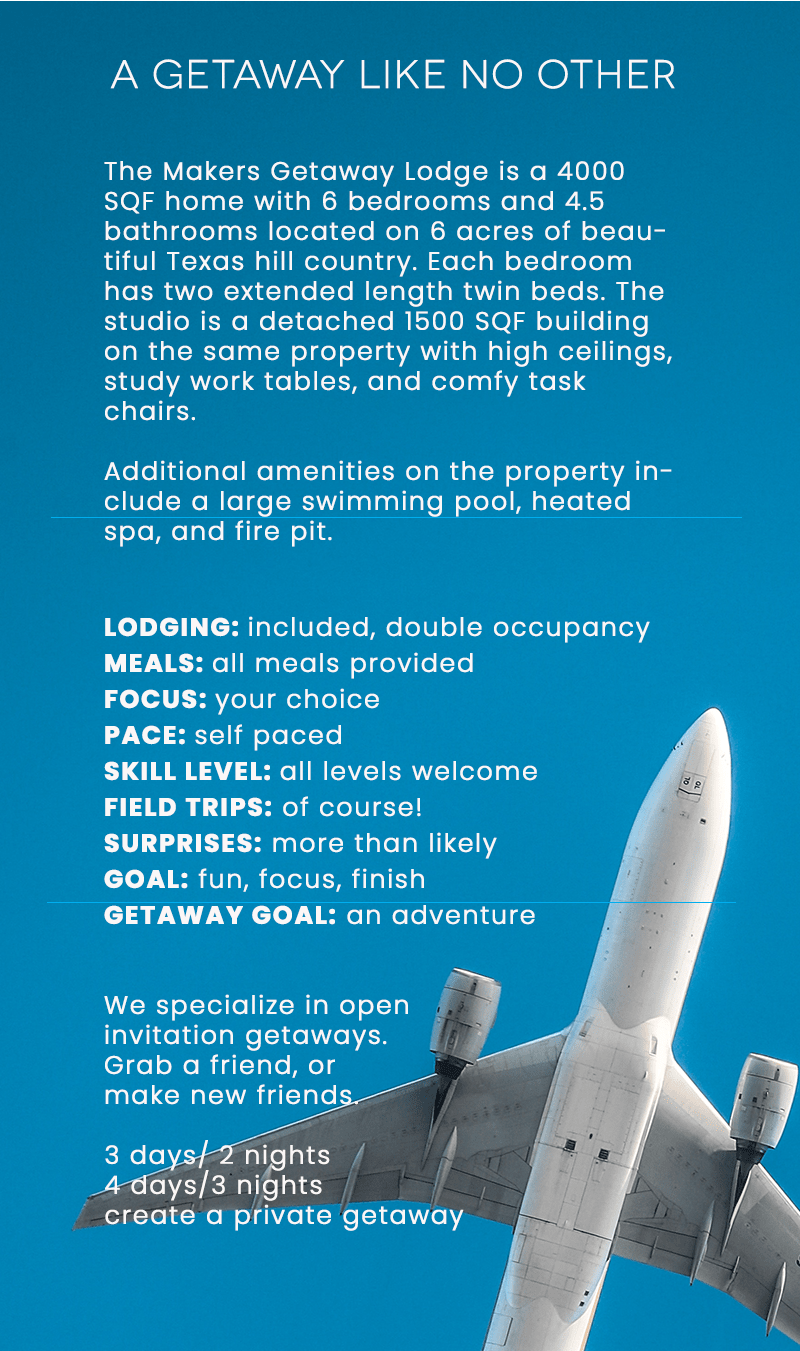 A GETAWAY LIKE NO OTHER
The Makers Getaway Lodge is a 4000
SQF home with 6 bedrooms and 4.5
bathrooms located on 6 acres of beau-
tiful Texas hill country. Each bedroom
has two extended length twin beds. The
studio is a detached 1500 SQF building
on the same property with high ceilings,
study work tables, and comfy task
chairs.
Additional amenities on the property in-
clude a large swimming pool, heated
spa, and fire pit.
LODGING: included, double occupancy
MEALS: all meals provided
FOCUS: your choice
PACE: self paced
SKILL LEVEL: all levels welcome
FIELD TRIPS: of course!
SURPRISES: more than likely
GOAL: fun, focus, finish
GETAWAY GOAL: an adventure
We specialize in open
invitation getaways.
Grab a friend, or
make new friends.
3 days/ 2 nights
4 days/3 nights
create a private getaway